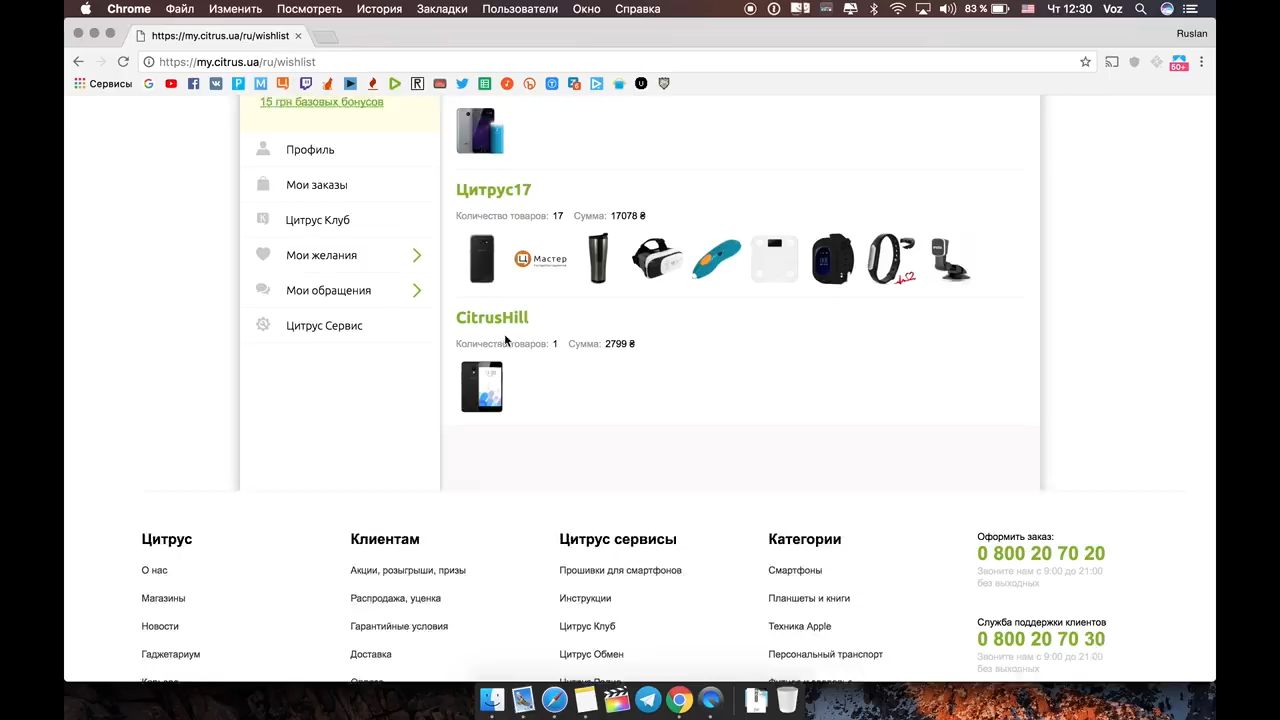 Chrome Файл Изменить Посмотреть История Закладки Пользователи Окно Справка 83 % Чт 12:30 Voz
https://my.citrus.ua/ru/wishlist Ruslan
https://my.citrus.ua/ru/wishlist 50+
Сервисы
15 грн базовых бонусов
Профиль
Мои заказы
Цитрус Клуб
Мои желания
Мои обращения
Цитрус Сервис
Цитрус17
Количество товаров: 17 Сумма: 17078 ₴
Мастер
CitrusHill
Количество товаров: 1 Сумма: 2799 ₴
Цитрус
О нас
Магазины
Новости
Гаджетариум
Карьера
Клиентам
Акции, розыгрыши, призы
Распродажа, уценка
Гарантийные условия
Доставка
Оплата
Цитрус сервисы
Прошивки для смартфонов
Инструкции
Цитрус Клуб
Цитрус Обмен
Цитрус Радио
Категории
Смартфоны
Планшеты и книги
Техника Apple
Персональный транспорт
Оформить заказ:
0 800 20 70 20
Звоните нам с 9:00 до 21:00
без выходных
Служба поддержки клиентов
0 800 20 70 30
Звоните нам с 9:00 до 21:00
без выходных